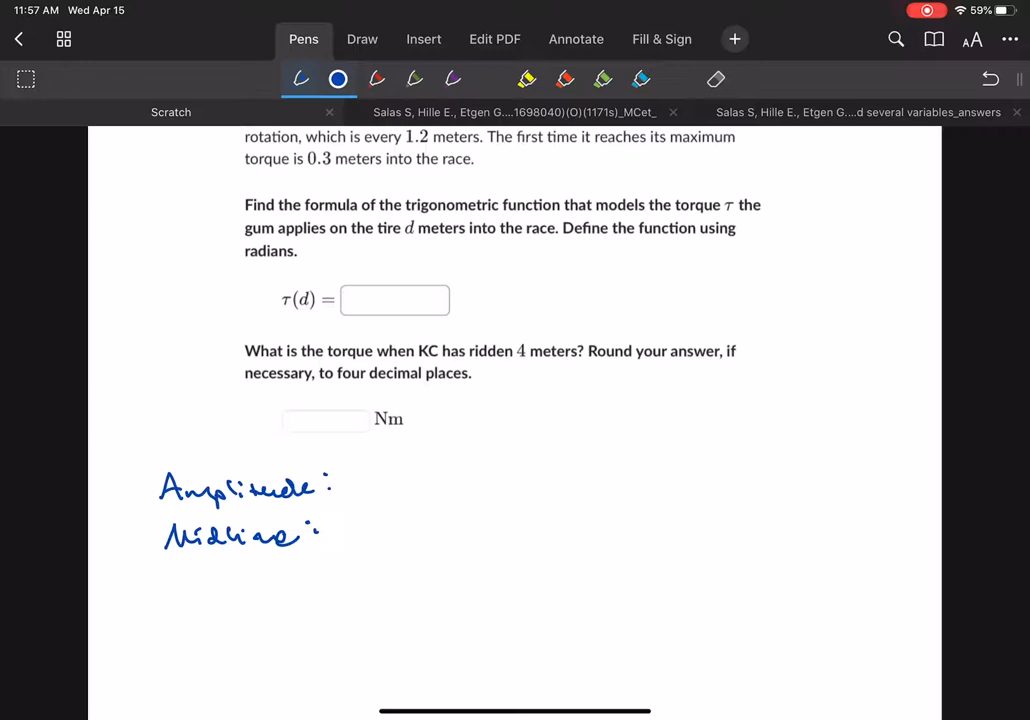 11:57 AM Wed Apr 15
59%
Pens Draw Insert Edit PDF Annotate Fill & Sign
AA
Scratch Salas S, Hille E., Etgen G....1698040)(O)(1171s)_MCet_ Salas S, Hille E., Etgen G....d several variables_answers
rotation, which is every 1.2 meters. The first time it reaches its maximum
torque is 0.3 meters into the race.
Find the formula of the trigonometric function that models the torque τ the
gum applies on the tire d meters into the race. Define the function using
radians.
τ(d) =
What is the torque when KC has ridden 4 meters? Round your answer, if
necessary, to four decimal places.
Nm
Amplitude:
Midline: